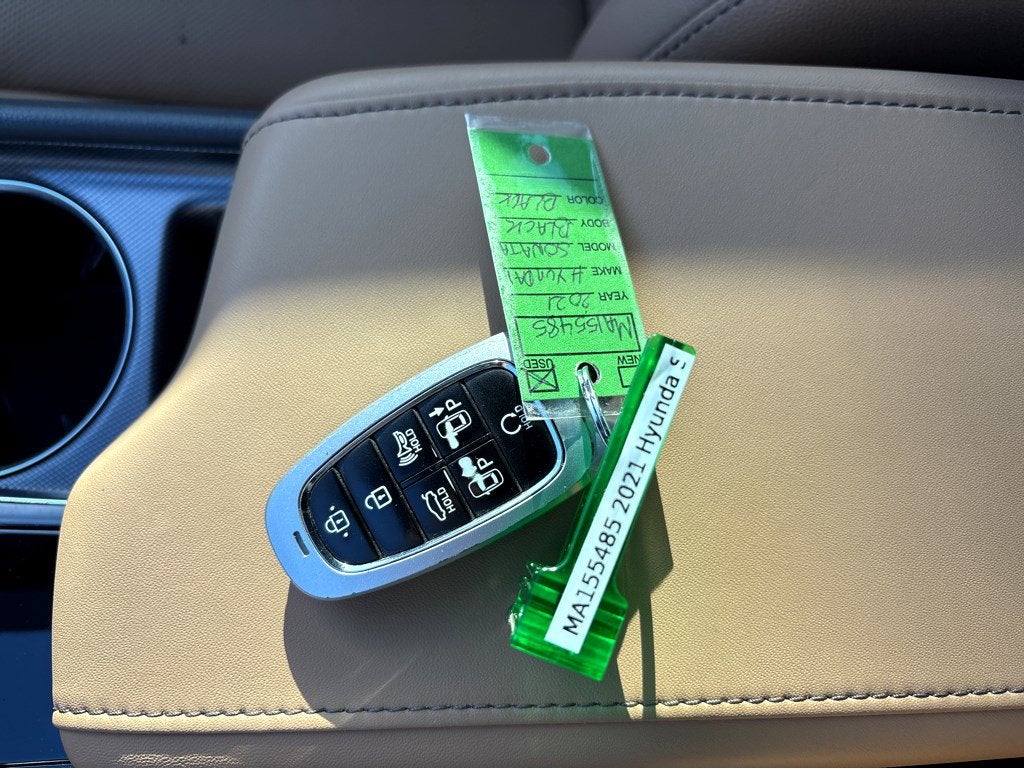 USED
NEW
MA155485
YEAR 2021
MAKE HYUNDAI
MODEL SONATA
BODY BLACK
COLOR BLACK
MA155485 2021 Hyunda S
HOLD
HOLD
HOLD
P
P